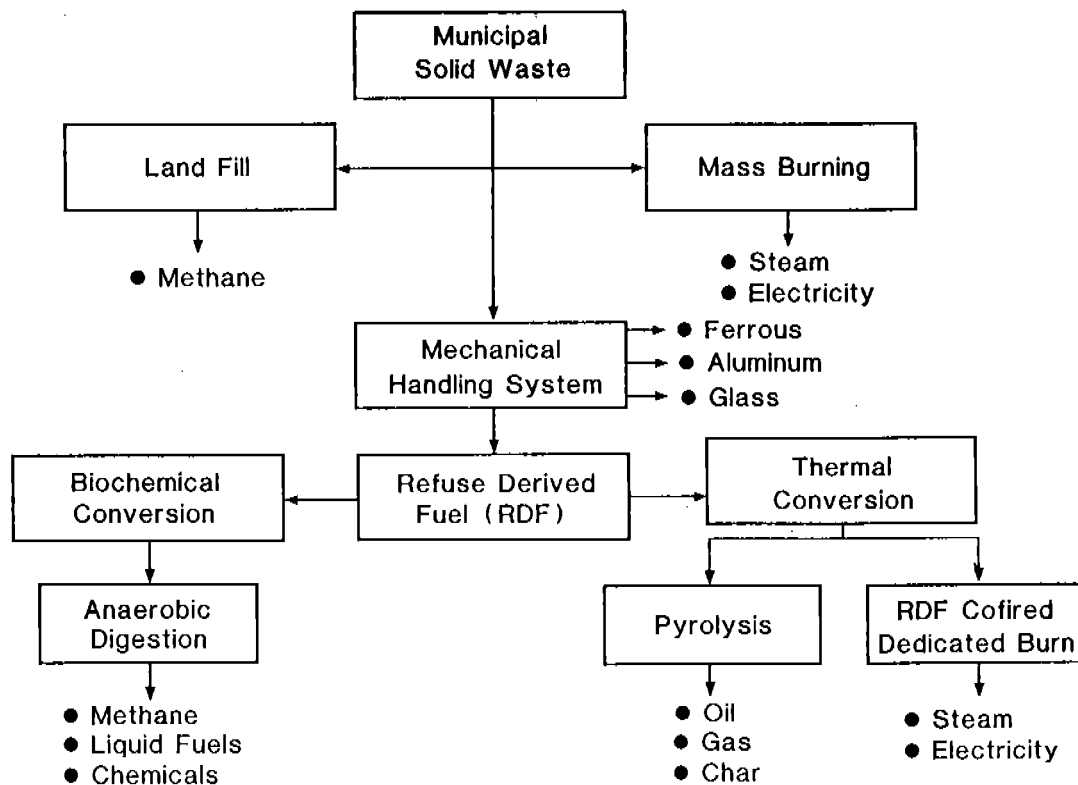 Municipal
Solid Waste
Land Fill
Mass Burning
● Methane
● Steam
● Electricity
Mechanical
Handling System
● Ferrous
● Aluminum
● Glass
Biochemical
Conversion
Refuse Derived
Fuel (RDF)
Thermal
Conversion
Anaerobic
Digestion
Pyrolysis
RDF Cofired
Dedicated Burn
● Methane
● Liquid Fuels
● Chemicals
● Oil
● Gas
● Char
● Steam
● Electricity